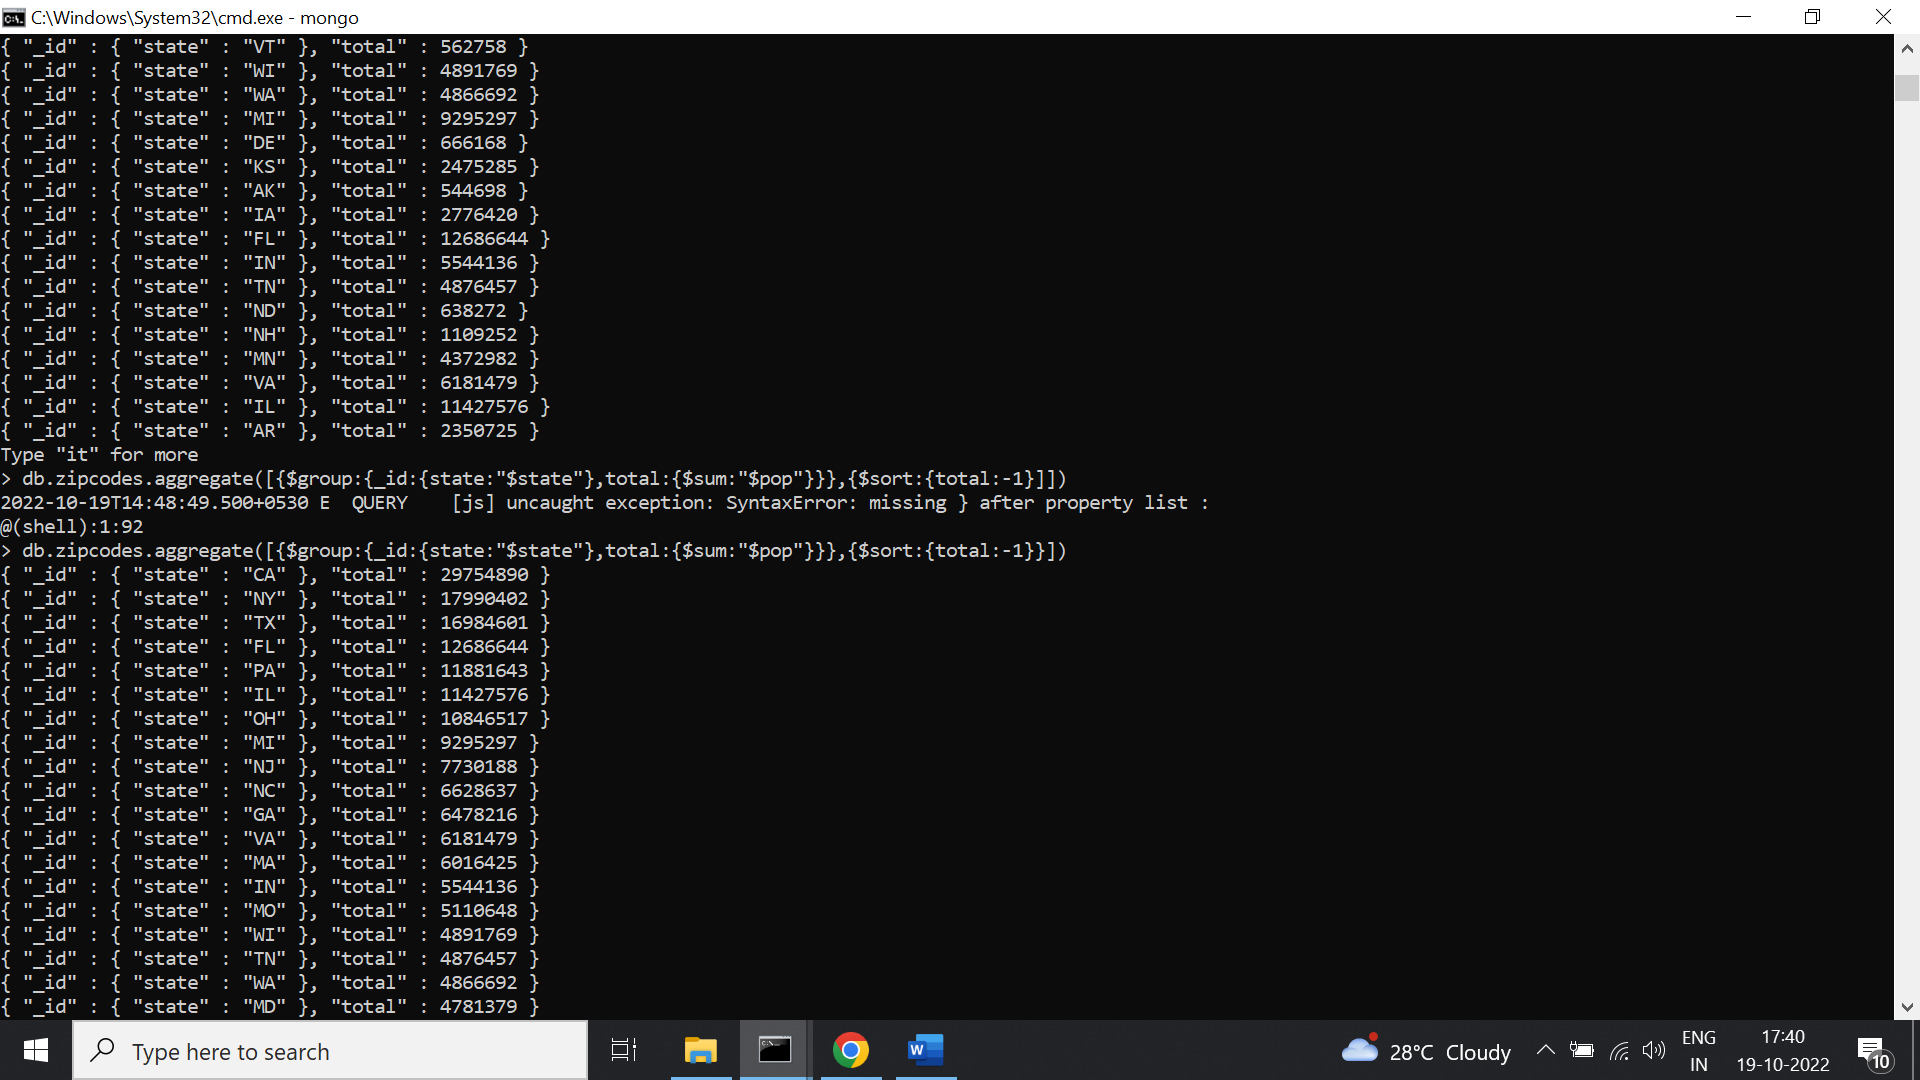 C:\Windows\System32\cmd.exe - mongo
{ "_id" : { "state" : "VT" }, "total" : 562758 }
{ "_id" : { "state" : "WI" }, "total" : 4891769 }
{ "_id" : { "state" : "WA" }, "total" : 4866692 }
{ "_id" : { "state" : "MI" }, "total" : 9295297 }
{ "_id" : { "state" : "DE" }, "total" : 666168 }
{ "_id" : { "state" : "KS" }, "total" : 2475285 }
{ "_id" : { "state" : "AK" }, "total" : 544698 }
{ "_id" : { "state" : "IA" }, "total" : 2776420 }
{ "_id" : { "state" : "FL" }, "total" : 12686644 }
{ "_id" : { "state" : "IN" }, "total" : 5544136 }
{ "_id" : { "state" : "TN" }, "total" : 4876457 }
{ "_id" : { "state" : "ND" }, "total" : 638272 }
{ "_id" : { "state" : "NH" }, "total" : 1109252 }
{ "_id" : { "state" : "MN" }, "total" : 4372982 }
{ "_id" : { "state" : "VA" }, "total" : 6181479 }
{ "_id" : { "state" : "IL" }, "total" : 11427576 }
{ "_id" : { "state" : "AR" }, "total" : 2350725 }
Type "it" for more
> db.zipcodes.aggregate([{$group:{_id:{state:"$state"},total:{$sum:"$pop"}}},{$sort:{total:-1}]])
2022-10-19T14:48:49.500+0530 E  QUERY    [js] uncaught exception: SyntaxError: missing } after property list :
@(shell):1:92
> db.zipcodes.aggregate([{$group:{_id:{state:"$state"},total:{$sum:"$pop"}}},{$sort:{total:-1}}])
{ "_id" : { "state" : "CA" }, "total" : 29754890 }
{ "_id" : { "state" : "NY" }, "total" : 17990402 }
{ "_id" : { "state" : "TX" }, "total" : 16984601 }
{ "_id" : { "state" : "FL" }, "total" : 12686644 }
{ "_id" : { "state" : "PA" }, "total" : 11881643 }
{ "_id" : { "state" : "IL" }, "total" : 11427576 }
{ "_id" : { "state" : "OH" }, "total" : 10846517 }
{ "_id" : { "state" : "MI" }, "total" : 9295297 }
{ "_id" : { "state" : "NJ" }, "total" : 7730188 }
{ "_id" : { "state" : "NC" }, "total" : 6628637 }
{ "_id" : { "state" : "GA" }, "total" : 6478216 }
{ "_id" : { "state" : "VA" }, "total" : 6181479 }
{ "_id" : { "state" : "MA" }, "total" : 6016425 }
{ "_id" : { "state" : "IN" }, "total" : 5544136 }
{ "_id" : { "state" : "MO" }, "total" : 5110648 }
{ "_id" : { "state" : "WI" }, "total" : 4891769 }
{ "_id" : { "state" : "TN" }, "total" : 4876457 }
{ "_id" : { "state" : "WA" }, "total" : 4866692 }
{ "_id" : { "state" : "MD" }, "total" : 4781379 }
Type here to search
W
28°C Cloudy
ENG
IN
17:40
19-10-2022
10